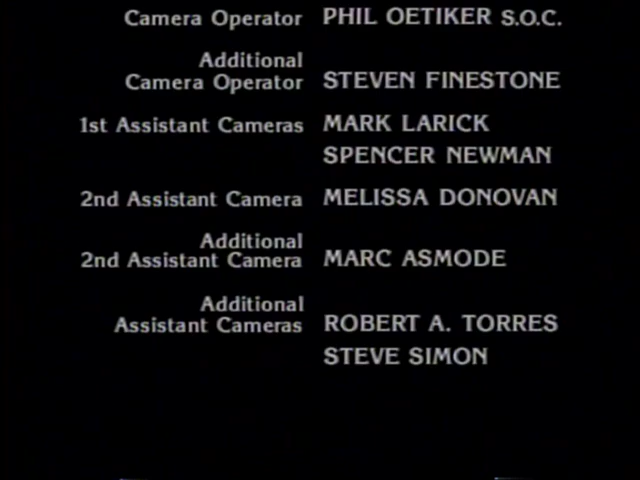 Camera Operator PHIL OETIKER S.O.C.
Additional
Camera Operator STEVEN FINESTONE
1st Assistant Cameras MARK LARICK
SPENCER NEWMAN
2nd Assistant Camera MELISSA DONOVAN
Additional
2nd Assistant Camera MARC ASMODE
Additional
Assistant Cameras ROBERT A. TORRES
STEVE SIMON